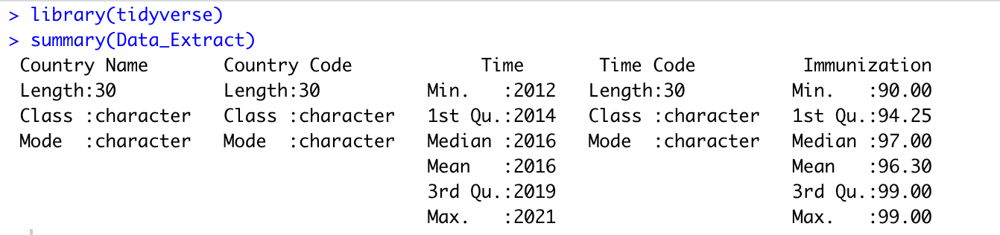 > library(tidyverse)
> summary(Data_Extract)
 Country Name       Country Code            Time       Time Code          Immunization
 Length:30          Length:30          Min.   :2012   Length:30          Min.   :90.00
 Class :character   Class :character   1st Qu.:2014   Class :character   1st Qu.:94.25
 Mode  :character   Mode  :character   Median :2016   Mode  :character   Median :97.00
                                       Mean   :2016                      Mean   :96.30
                                       3rd Qu.:2019                      3rd Qu.:99.00
                                       Max.   :2021                      Max.   :99.00